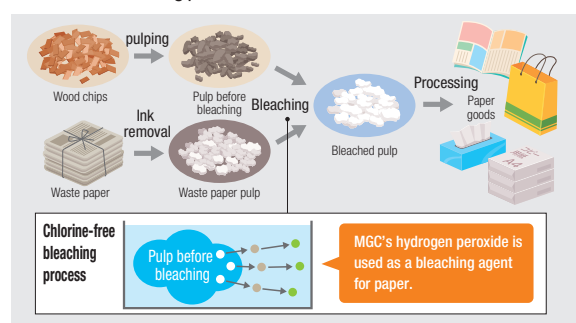 pulping
Wood chips
Pulp before
bleaching
Bleaching
Processing
Paper
goods
Ink
removal
Waste paper
Waste paper pulp
Bleached pulp
A4
Chlorine-free
bleaching
process
Pulp before
bleaching
MGC's hydrogen peroxide is
used as a bleaching agent
for paper.